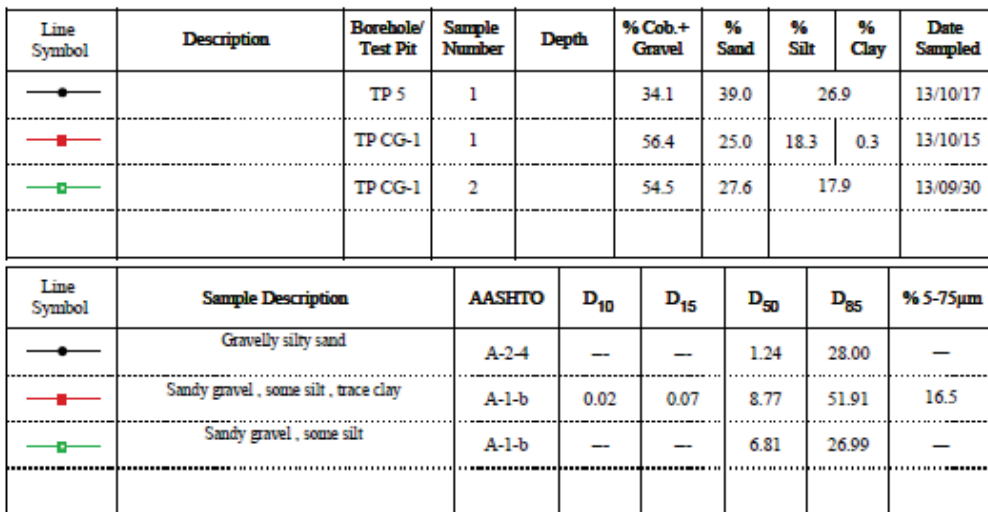 Line Symbol Description Borehole/ Test Pit Sample Number Depth % Cob.+ Gravel % Sand % Silt % Clay Date Sampled
TP 5 1 34.1 39.0 26.9 13/10/17
TP CG-1 1 56.4 25.0 18.3 0.3 13/10/15
TP CG-1 2 54.5 27.6 17.9 13/09/30
Line Symbol Sample Description AASHTO D10 D15 D50 D85 % 5-75µm
Gravelly silty sand A-2-4 --- --- 1.24 28.00 ---
Sandy gravel , some silt , trace clay A-1-b 0.02 0.07 8.77 51.91 16.5
Sandy gravel , some silt A-1-b --- --- 6.81 26.99 ---